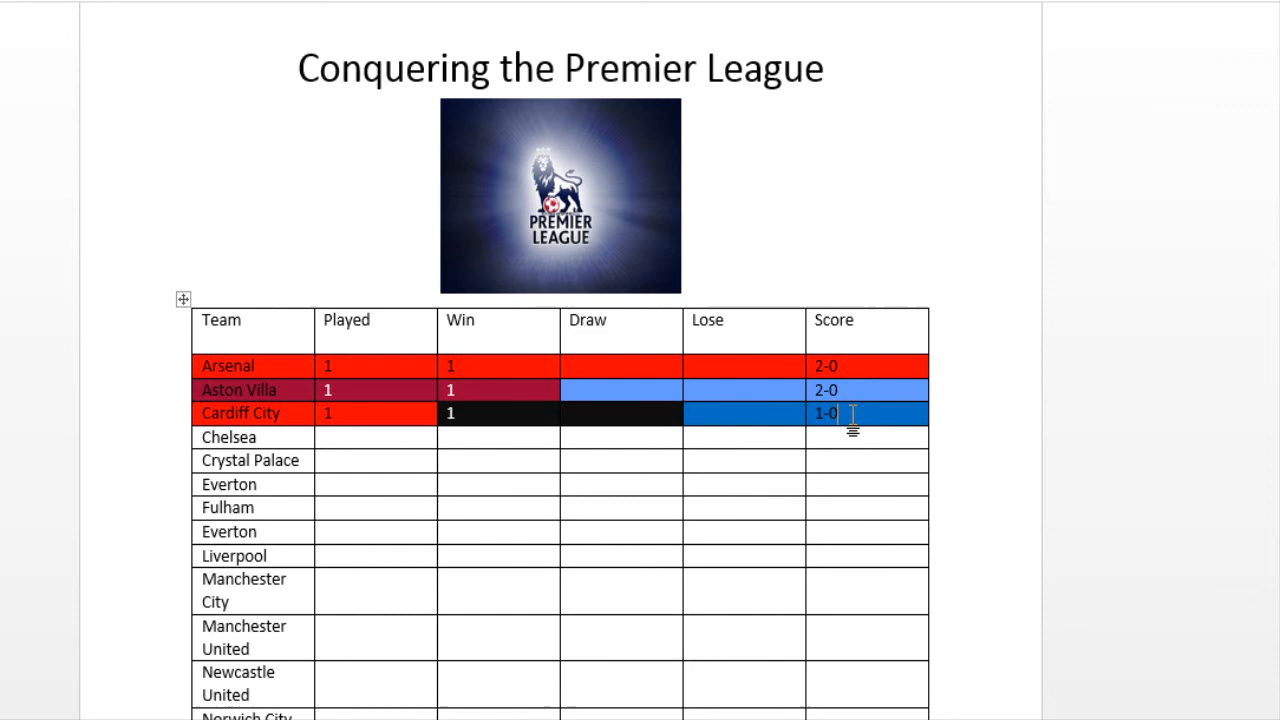 Conquering the Premier League
PREMIER
LEAGUE
Team Played Win Draw Lose Score
Arsenal 1 1 2-0
Aston Villa 1 1 2-0
Cardiff City 1 1 1-0
Chelsea
Crystal Palace
Everton
Fulham
Everton
Liverpool
Manchester
City
Manchester
United
Newcastle
United
Norwich City